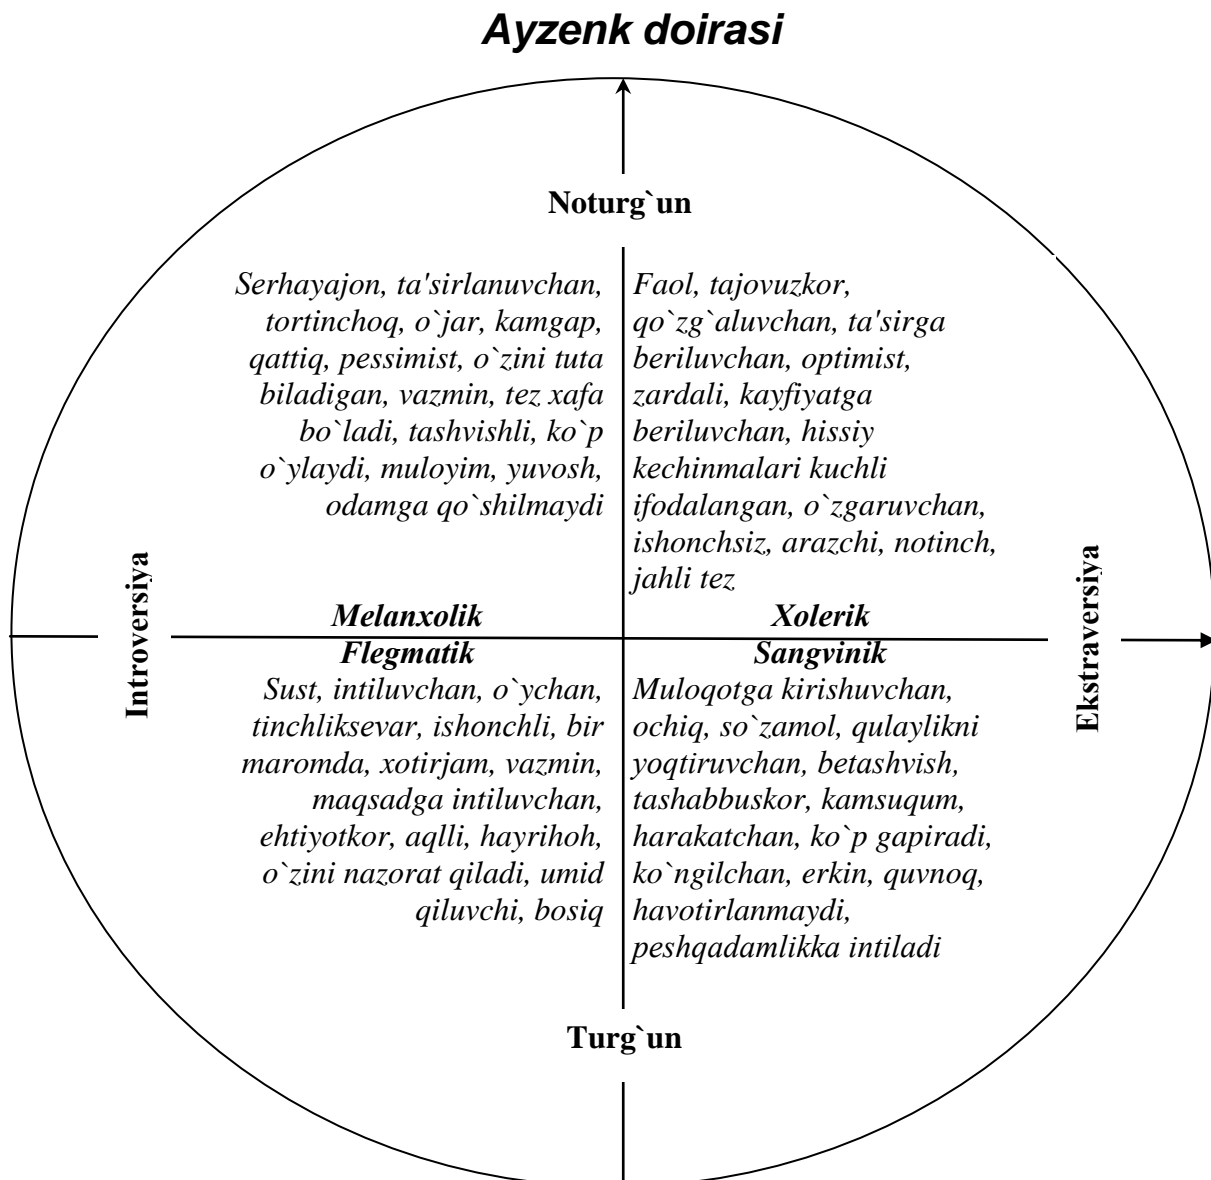 Ayzenk doirasi
Noturg`un
Serhayajon, ta'sirlanuvchan,
tortinchoq, o`jar, kamgap,
qattiq, pessimist, o`zini tuta
biladigan, vazmin, tez xafa
bo`ladi, tashvishli, ko`p
o`ylaydi, muloyim, yuvosh,
odamga qo`shilmaydi
Melanxolik
Faol, tajovuzkor,
qo`zg`aluvchan, ta'sirga
beriluvchan, optimist,
zardali, kayfiyatga
beriluvchan, hissiy
kechinmalari kuchli
ifodalangan, o`zgaruvchan,
ishonchsiz, arazchi, notinch,
jahli tez
Xolerik
Introversiya
Ekstraversiya
Flegmatik
Sust, intiluvchan, o`ychan,
tinchliksevar, ishonchli, bir
maromda, xotirjam, vazmin,
maqsadga intiluvchan,
ehtiyotkor, aqlli, hayrihoh,
o`zini nazorat qiladi, umid
qiluvchi, bosiq
Sangvinik
Muloqotga kirishuvchan,
ochiq, so`zamol, qulaylikni
yoqtiruvchan, betashvish,
tashabbuskor, kamsuqum,
harakatchan, ko`p gapiradi,
ko`ngilchan, erkin, quvnoq,
havotirlanmaydi,
peshqadamlikka intiladi
Turg`un